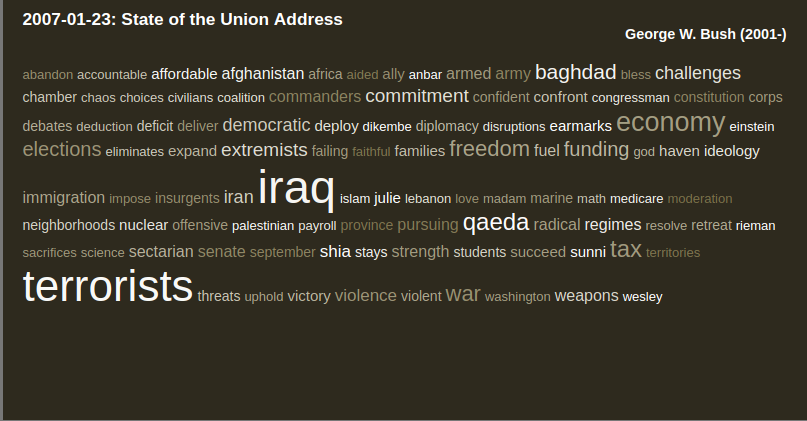 2007-01-23: State of the Union Address
George W. Bush (2001-)
abandon accountable affordable afghanistan africa aided ally anbar armed army baghdad bless challenges
chamber chaos choices civilians coalition commanders commitment confident confront congressman constitution corps
debates deduction deficit deliver democratic deploy dikembe diplomacy disruptions earmarks economy einstein
elections eliminates expand extremists failing faithful families freedom fuel funding god haven ideology
immigration impose insurgents iran iraq islam julie lebanon love madam marine math medicare moderation
neighborhoods nuclear offensive palestinian payroll province pursuing qaeda radical regimes resolve retreat rieman
sacrifices science sectarian senate september shia stays strength students succeed sunni tax territories
terrorists threats uphold victory violence violent war washington weapons wesley